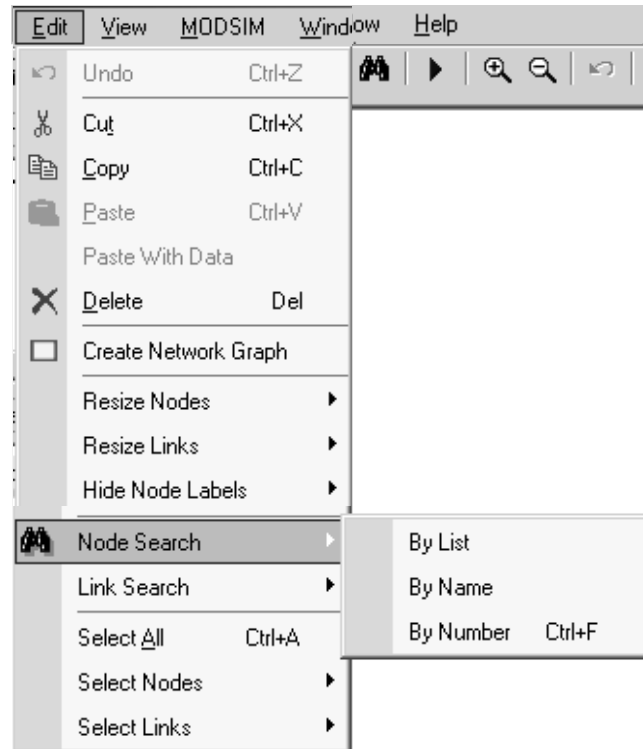 Edit View MODSIM Window Help
Undo Ctrl+Z
Cut Ctrl+X
Copy Ctrl+C
Paste Ctrl+V
Paste With Data
Delete Del
Create Network Graph
Resize Nodes
Resize Links
Hide Node Labels
Node Search
By List
Link Search
By Name
By Number Ctrl+F
Select All Ctrl+A
Select Nodes
Select Links